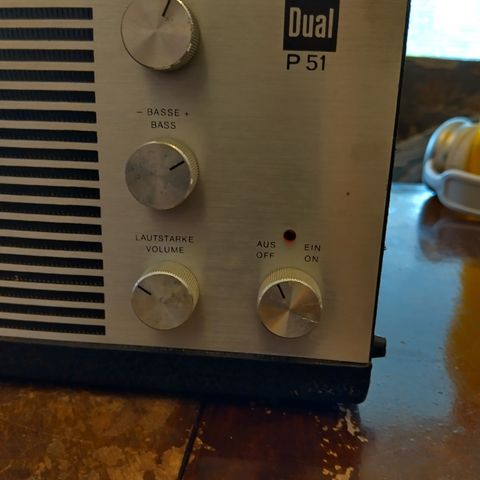 Dual
P 51
– BASSE +
BASS
LAUTSTARKE
VOLUME
AUS EIN
OFF ON